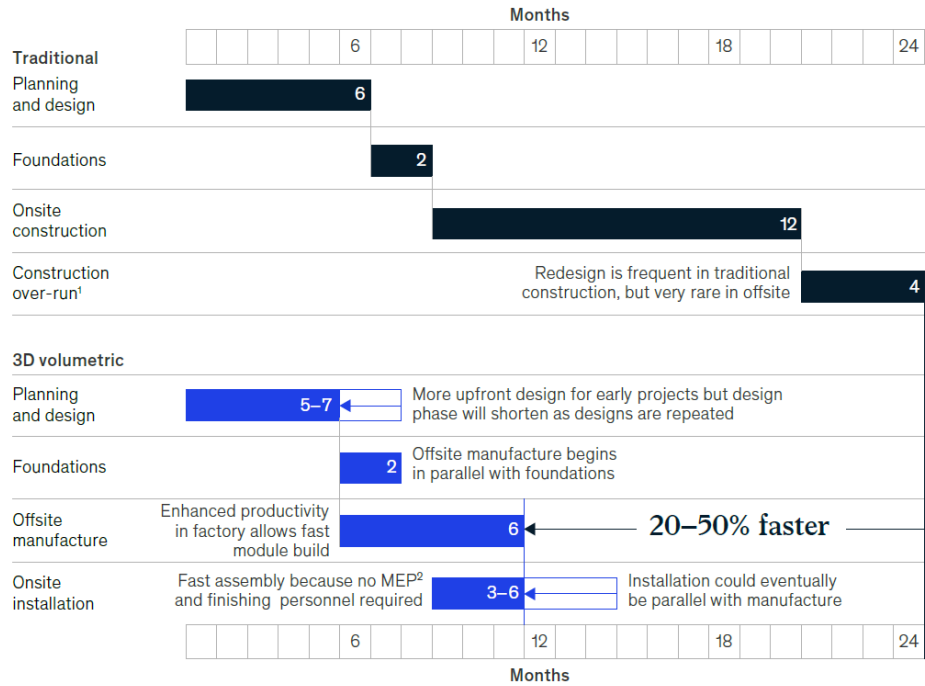 Months
6 12 18 24
Traditional
Planning
and design
6
Foundations
2
Onsite
construction
12
Construction
over-run¹
Redesign is frequent in traditional
construction, but very rare in offsite
4
3D volumetric
Planning
and design
5–7
More upfront design for early projects but design
phase will shorten as designs are repeated
Foundations
2
Offsite manufacture begins
in parallel with foundations
Offsite
manufacture
Enhanced productivity
in factory allows fast
module build
6
20–50% faster
Onsite
installation
Fast assembly because no MEP²
and finishing personnel required
3–6
Installation could eventually
be parallel with manufacture
6 12 18 24
Months